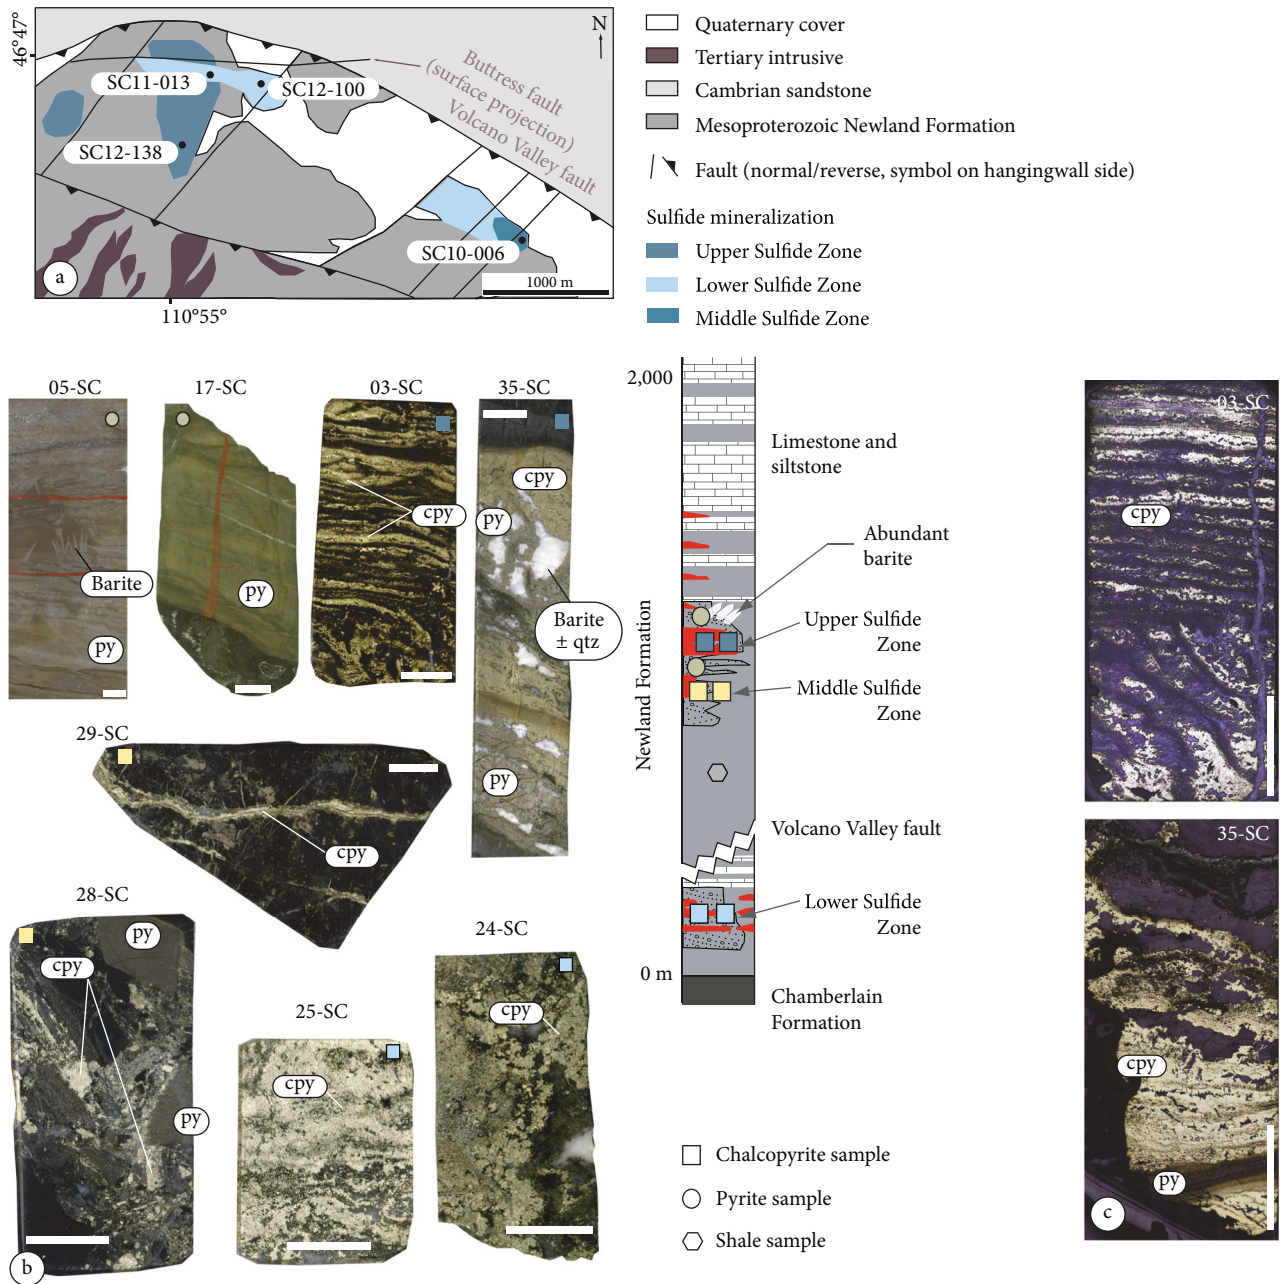 46°47"
N
Buttress fault
(surface projection)
Volcano Valley fault
SC11-013
SC12-100
SC12-138
SC10-006
a
1000 m
110°55"
Quaternary cover
Tertiary intrusive
Cambrian sandstone
Mesoproterozoic Newland Formation
Fault (normal/reverse, symbol on hangingwall side)
Sulfide mineralization
Upper Sulfide Zone
Lower Sulfide Zone
Middle Sulfide Zone
05-SC
17-SC
03-SC
35-SC
Barite
py
py
cpy
cpy
py
Barite
± qtz
py
29-SC
cpy
28-SC
py
cpy
py
25-SC
cpy
24-SC
cpy
b
2,000
Limestone and
siltstone
Abundant
barite
Upper Sulfide
Zone
Middle Sulfide
Zone
Newland Formation
Volcano Valley fault
Lower Sulfide
Zone
0 m
Chamberlain
Formation
Chalcopyrite sample
Pyrite sample
Shale sample
03-SC
cpy
35-SC
cpy
py
c